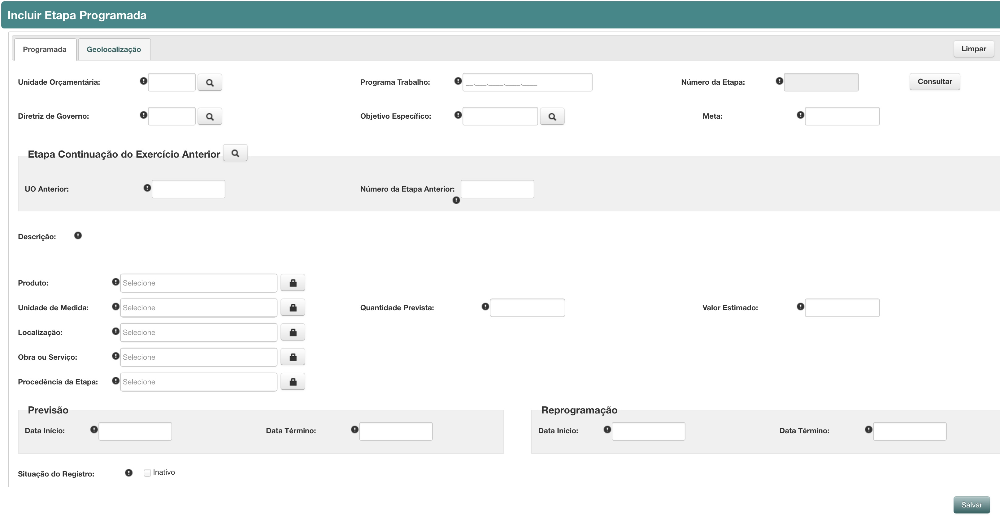 Incluir Etapa Programada
Programada Geolocalização Limpar
Unidade Orçamentária: Programa Trabalho: __.___.____.____.____ Número da Etapa: Consultar
Diretriz de Governo: Objetivo Específico: Meta:
Etapa Continuação do Exercício Anterior
UO Anterior: Número da Etapa Anterior:
Descrição:
Produto: Selecione
Unidade de Medida: Selecione Quantidade Prevista: Valor Estimado:
Localização: Selecione
Obra ou Serviço: Selecione
Procedência da Etapa: Selecione
Previsão Reprogramação
Data Início: Data Término: Data Início: Data Término:
Situação do Registro: Inativo
Salvar